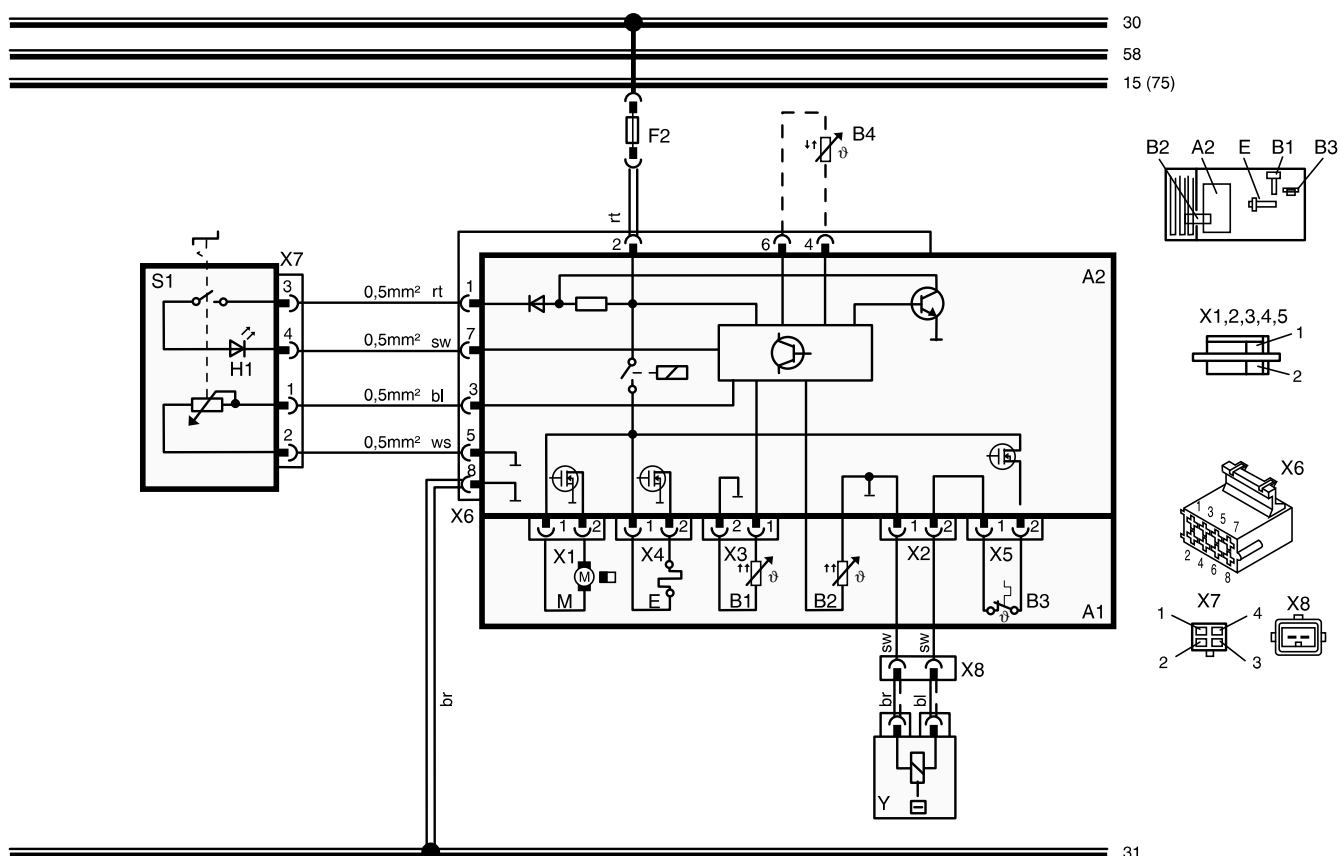 30
58
15 (75)
F2
B4
ϑ
B2 A2 E B1 B3
rt
2 6 4
X7
S1
A2
3 0,5mm² rt 1
X1,2,3,4,5
1
2
4 0,5mm² sw 7
H1
1 0,5mm² bl 3
2 0,5mm² ws 5
8
X6
X6
1 3 5 7
2 4 6 8
1 2 1 2 2 1 1 2 1 2
X1 X4 X3 X2 X5
M
ϑ ϑ
M E B1 B2 ϑ B3
A1
X7 X8
1 4
2 3
sw sw
X8
br
br bl
Y
31